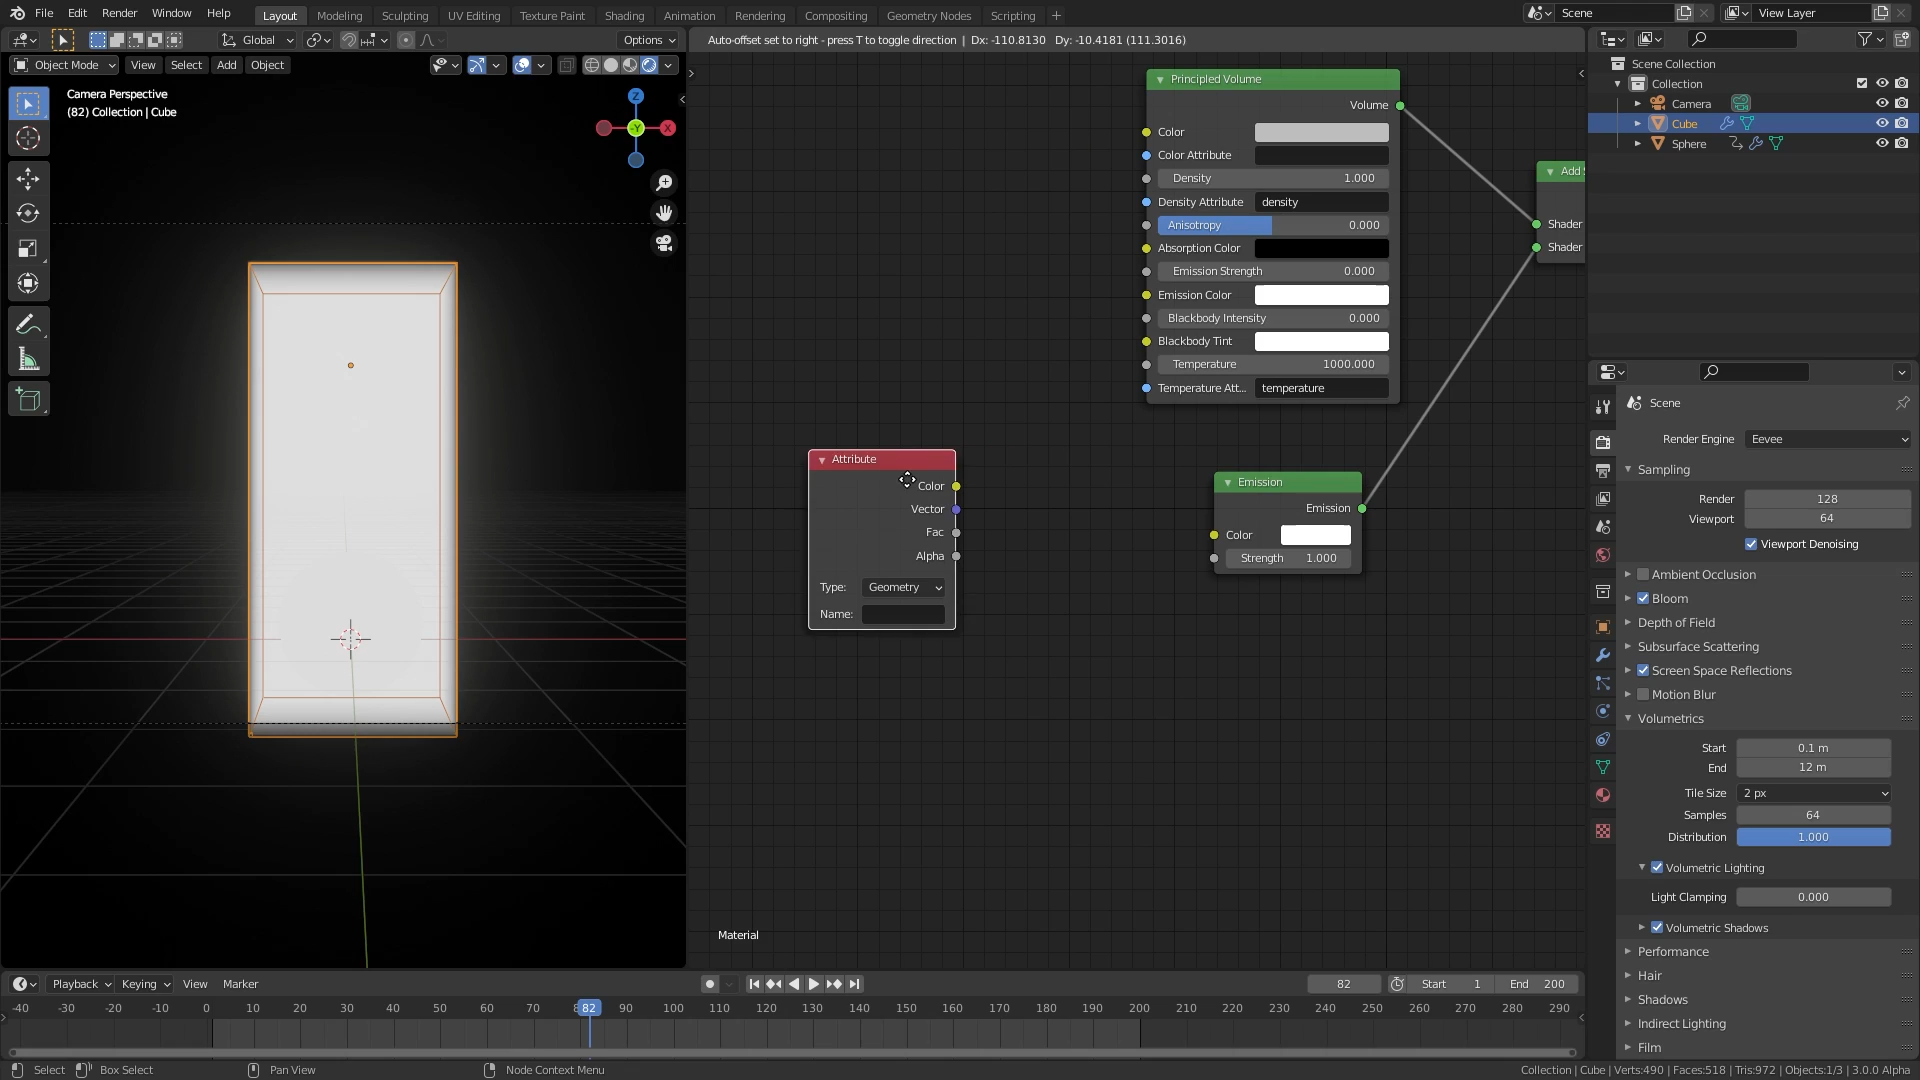 File Edit Render Window Help Layout Modeling Sculpting UV Editing Texture Paint Shading Animation Rendering Compositing Geometry Nodes Scripting + Scene View Layer
Global Options
Auto-offset set to right - press T to toggle direction | Dx: -110.8130 Dy: -10.4181 (111.3016)
Object Mode View Select Add Object
Camera Perspective
(82) Collection | Cube
Z
-Y
X
Principled Volume
Volume
Color
Color Attribute
Density 1.000
Density Attribute density
Anisotropy 0.000
Absorption Color
Emission Strength 0.000
Emission Color
Blackbody Intensity 0.000
Blackbody Tint
Temperature 1000.000
Temperature Att... temperature
Add
Shader
Shader
Attribute
Color
Vector
Fac
Alpha
Type: Geometry
Name:
Emission
Emission
Color
Strength 1.000
Material
Scene Collection
Collection
Camera
Cube
Sphere
Scene
Render Engine Eevee
Sampling
Render 128
Viewport 64
Viewport Denoising
Ambient Occlusion
Bloom
Depth of Field
Subsurface Scattering
Screen Space Reflections
Motion Blur
Volumetrics
Start 0.1 m
End 12 m
Tile Size 2 px
Samples 64
Distribution 1.000
Volumetric Lighting
Light Clamping 0.000
Volumetric Shadows
Performance
Hair
Shadows
Indirect Lighting
Film
Playback Keying View Marker 82 Start 1 End 200
-40 -30 -20 -10 0 10 20 30 40 50 60 70 82 90 100 110 120 130 140 150 160 170 180 190 200 210 220 230 240 250 260 270 280 290
Select Box Select Pan View Node Context Menu Collection | Cube | Verts:490 | Faces:518 | Tris:972 | Objects:1/3 | 3.0.0 Alpha